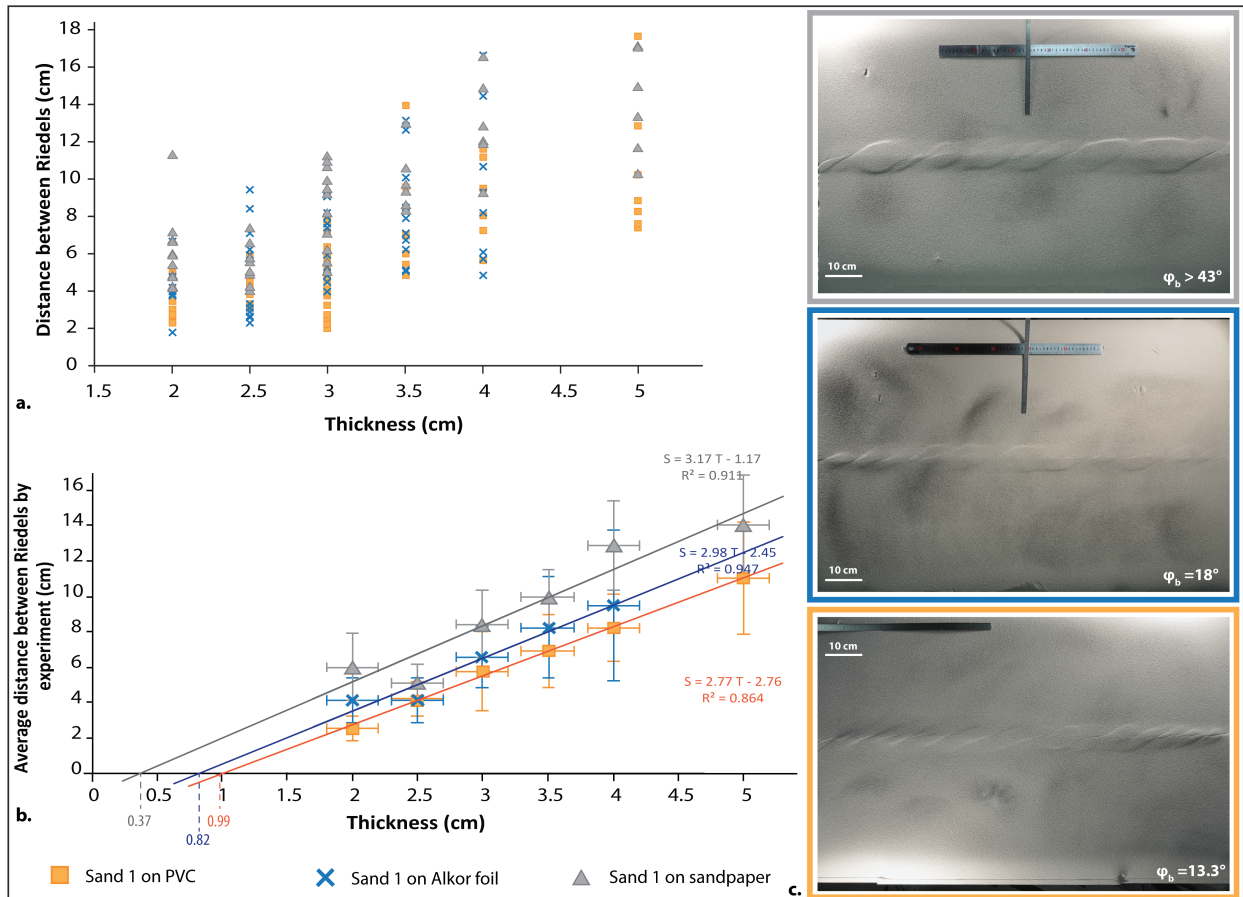 18
16
14
12
10
8
6
4
2
0
Distance between Riedels (cm)
1.5 2 2.5 3 3.5 4 4.5 5
Thickness (cm)
a.
S = 3.17 T - 1.17
R² = 0.911
S = 2.98 T - 2.45
R² = 0.947
S = 2.77 T - 2.76
R² = 0.864
16
14
12
10
8
6
4
2
0
Average distance between Riedels by
experiment (cm)
0 0.5 1 1.5 2 2.5 3 3.5 4 4.5 5
0.37
0.82
0.99
Thickness (cm)
b.
Sand 1 on PVC
Sand 1 on Alkor foil
Sand 1 on sandpaper
10 cm
φb > 43°
10 cm
φb =18°
10 cm
φb =13.3°
c.